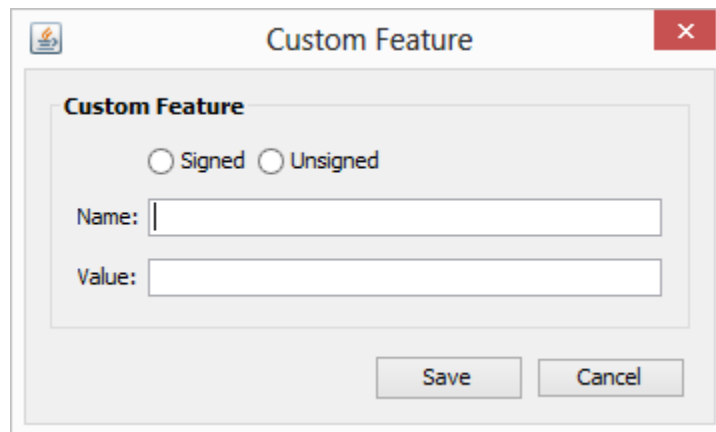 Custom Feature
Custom Feature
Signed Unsigned
Name:
Value:
Save Cancel